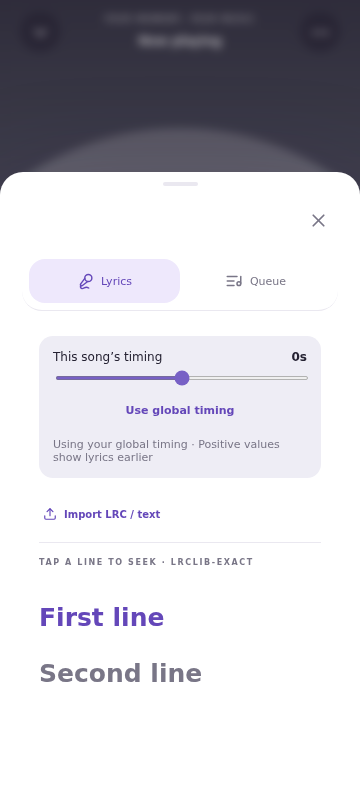 Now playing
Lyrics
Queue
This song's timing
0s
Use global timing
Using your global timing · Positive values
show lyrics earlier
Import LRC / text
TAP A LINE TO SEEK · LRCLIB-EXACT
First line
Second line